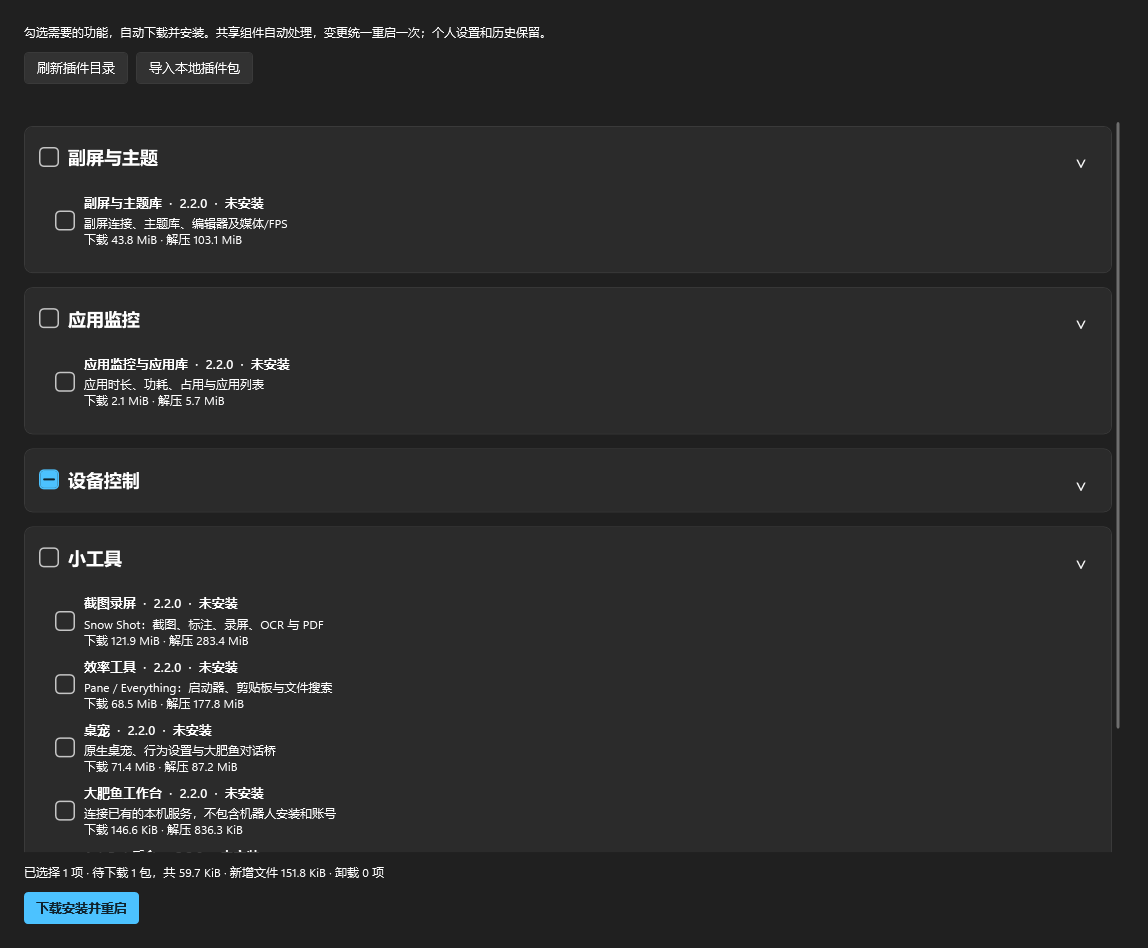 勾选需要的功能，自动下载并安装。共享组件自动处理，变更统一重启一次；个人设置和历史保留。
刷新插件目录
导入本地插件包
副屏与主题
副屏与主题库 · 2.2.0 · 未安装
副屏连接、主题库、编辑器及媒体/FPS
下载 43.8 MiB · 解压 103.1 MiB
应用监控
应用监控与应用库 · 2.2.0 · 未安装
应用时长、功耗、占用与应用列表
下载 2.1 MiB · 解压 5.7 MiB
设备控制
小工具
截图录屏 · 2.2.0 · 未安装
Snow Shot：截图、标注、录屏、OCR 与 PDF
下载 121.9 MiB · 解压 283.4 MiB
效率工具 · 2.2.0 · 未安装
Pane / Everything：启动器、剪贴板与文件搜索
下载 68.5 MiB · 解压 177.8 MiB
桌宠 · 2.2.0 · 未安装
原生桌宠、行为设置与大肥鱼对话桥
下载 71.4 MiB · 解压 87.2 MiB
大肥鱼工作台 · 2.2.0 · 未安装
连接已有的本机服务，不包含机器人安装和账号
下载 146.6 KiB · 解压 836.3 KiB
已选择 1 项 · 待下载 1 包，共 59.7 KiB · 新增文件 151.8 KiB · 卸载 0 项
下载安装并重启